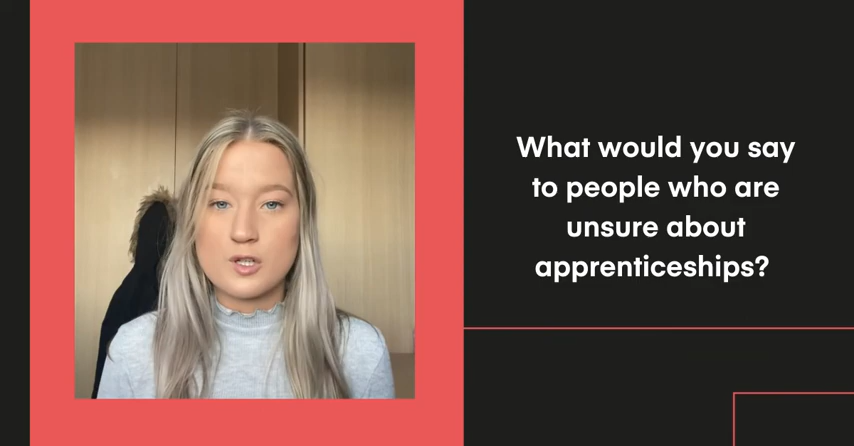 What would you say
to people who are
unsure about
apprenticeships?